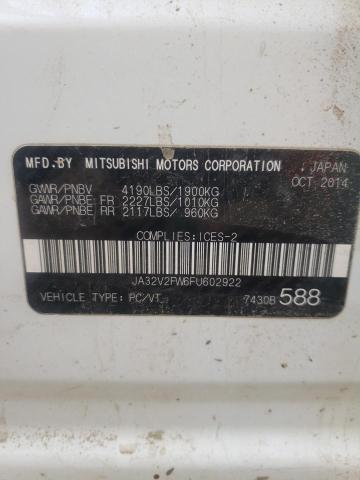 MFD.BY MITSUBISHI MOTORS CORPORATION JAPAN
GVWR/PNBV 4190LBS/1900KG OCT 2014
GAWR/PNBE FR 2227LBS/1010KG
GAWR/PNBE RR 2117LBS/ 960KG
COMPLIES:ICES-2
JA32V2FW6FU602922
VEHICLE TYPE: PC/VT 7430B 588